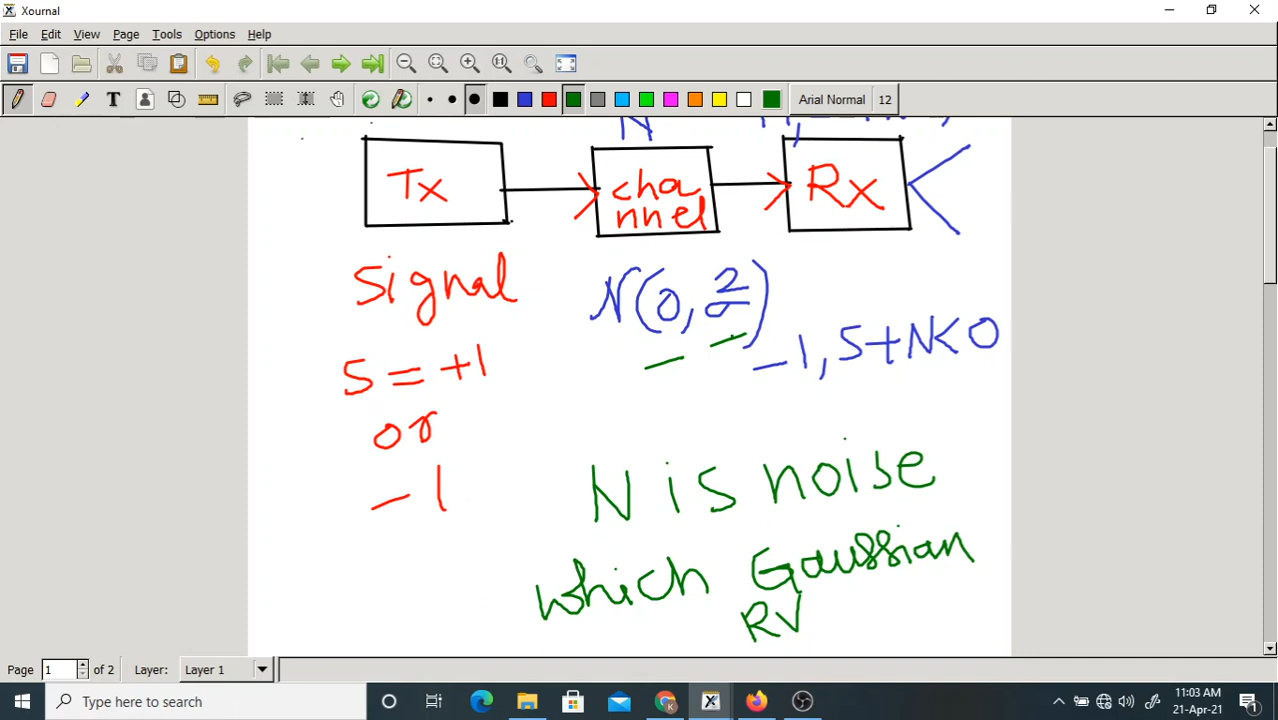 Xournal
File Edit View Page Tools Options Help
Arial Normal 12
N
Tx
cha
nnel
Rx
Signal
N(0, σ²)
-1, S+N<0
S = +1
or
-1
N is noise
which Gaussian
RV
Page 1 of 2 Layer: Layer 1
Type here to search
11:03 AM
21-Apr-21